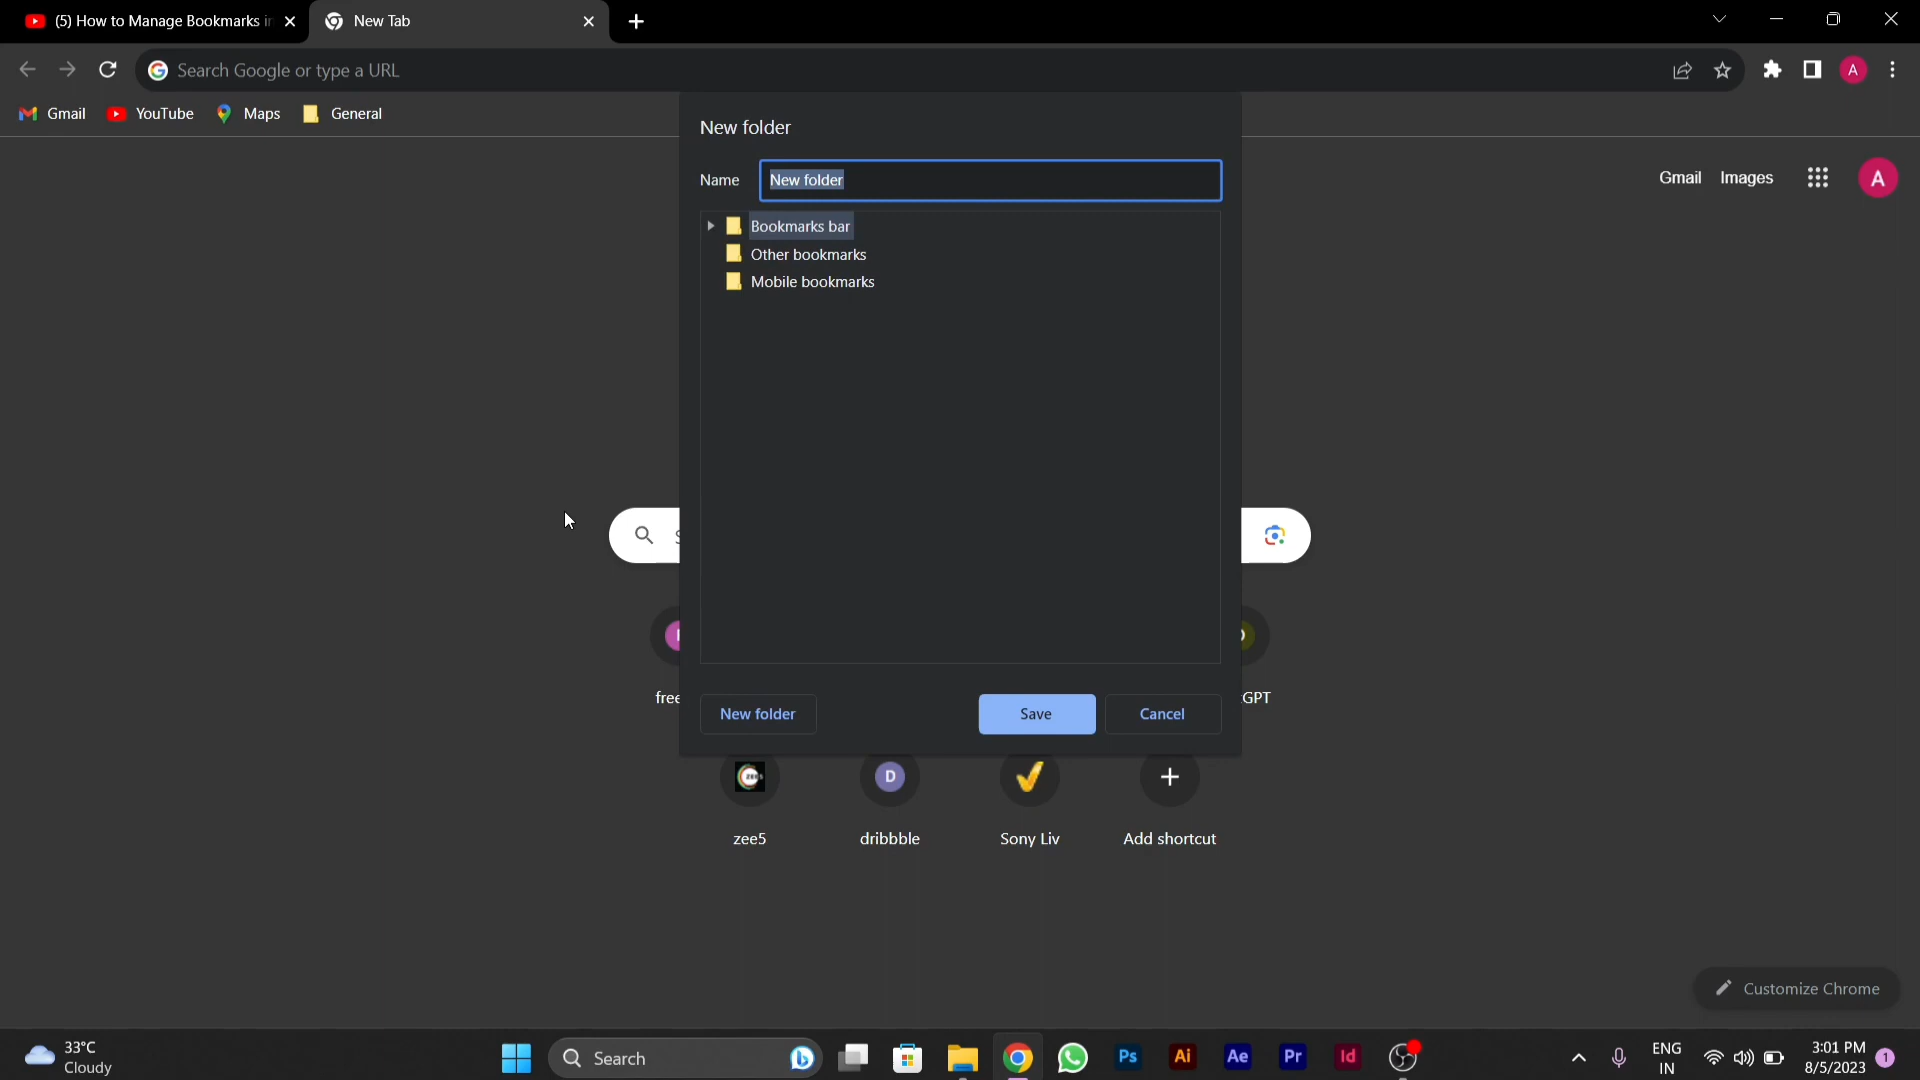 (5) How to Manage Bookmarks in
New Tab
Search Google or type a URL
A
Gmail
YouTube
Maps
General
New folder
Name
New folder
Bookmarks bar
Other bookmarks
Mobile bookmarks
Gmail
Images
A
New folder
Save
Cancel
free
GPT
zee5
D
dribbble
Sony Liv
Add shortcut
Customize Chrome
33°C
Cloudy
Search
Ps
Ai
Ae
Pr
Id
ENG
IN
3:01 PM
8/5/2023
1